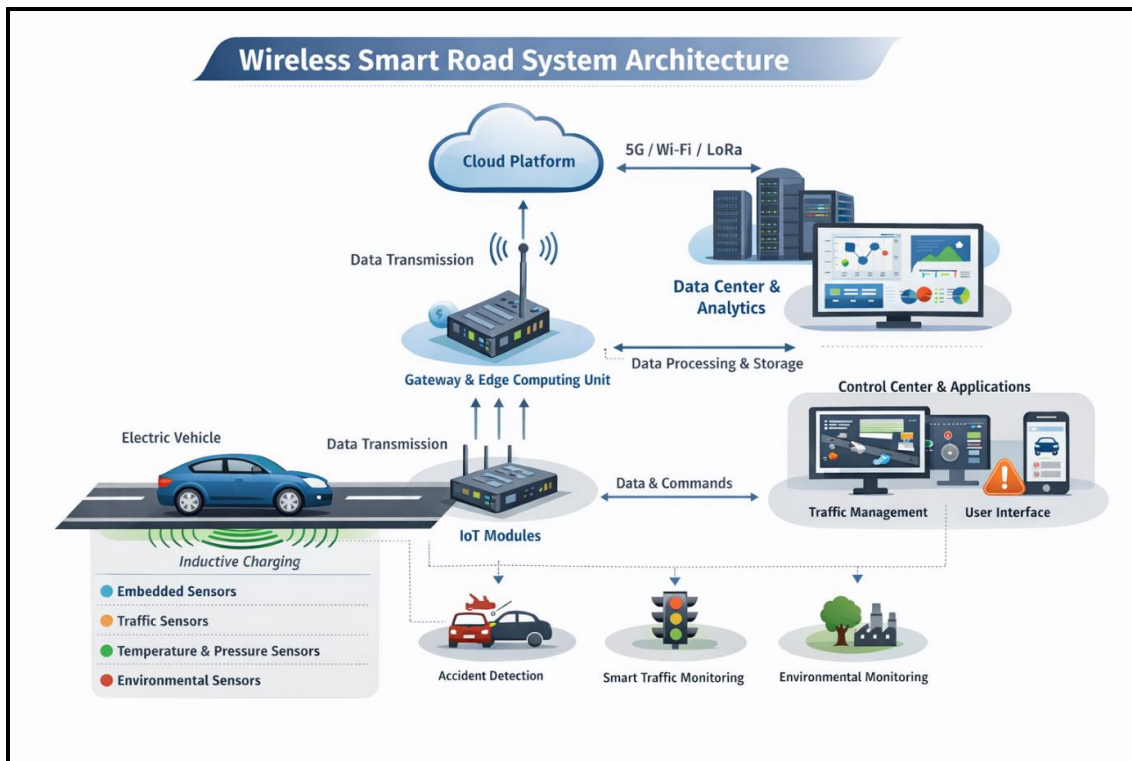 Wireless Smart Road System Architecture
Cloud Platform
5G / Wi-Fi / LoRa
Data Transmission
Data Center &
Analytics
Gateway & Edge Computing Unit
Data Processing & Storage
Control Center & Applications
Electric Vehicle
Data Transmission
IoT Modules
Data & Commands
Traffic Management
User Interface
Inductive Charging
Embedded Sensors
Traffic Sensors
Temperature & Pressure Sensors
Environmental Sensors
Accident Detection
Smart Traffic Monitoring
Environmental Monitoring